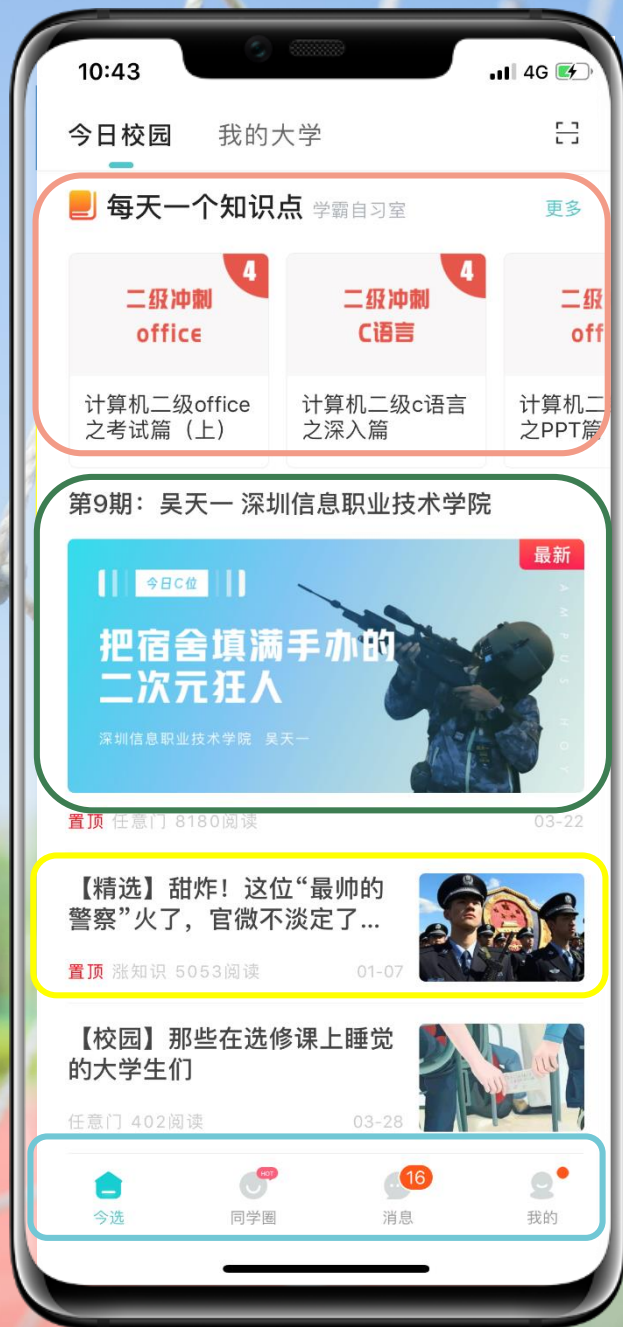 10:43
4G
今日校园 我的大学
每天一个知识点 学霸自习室 更多
4
4
二级冲刺
office
二级冲刺
C语言
二级
off
计算机二级office
之考试篇（上）
计算机二级c语言
之深入篇
计算机二
之PPT篇
第9期：吴天一 深圳信息职业技术学院
最新
今日C位
把宿舍填满手办的
二次元狂人
深圳信息职业技术学院 吴天一
AMPUS HOY
置顶 任意门 8180阅读 03-22
【精选】甜炸！这位“最帅的
警察”火了，官微不淡定了...
置顶 涨知识 5053阅读 01-07
【校园】那些在选修课上睡觉
的大学生们
任意门 402阅读 03-28
HOT
16
今选 同学圈 消息 我的